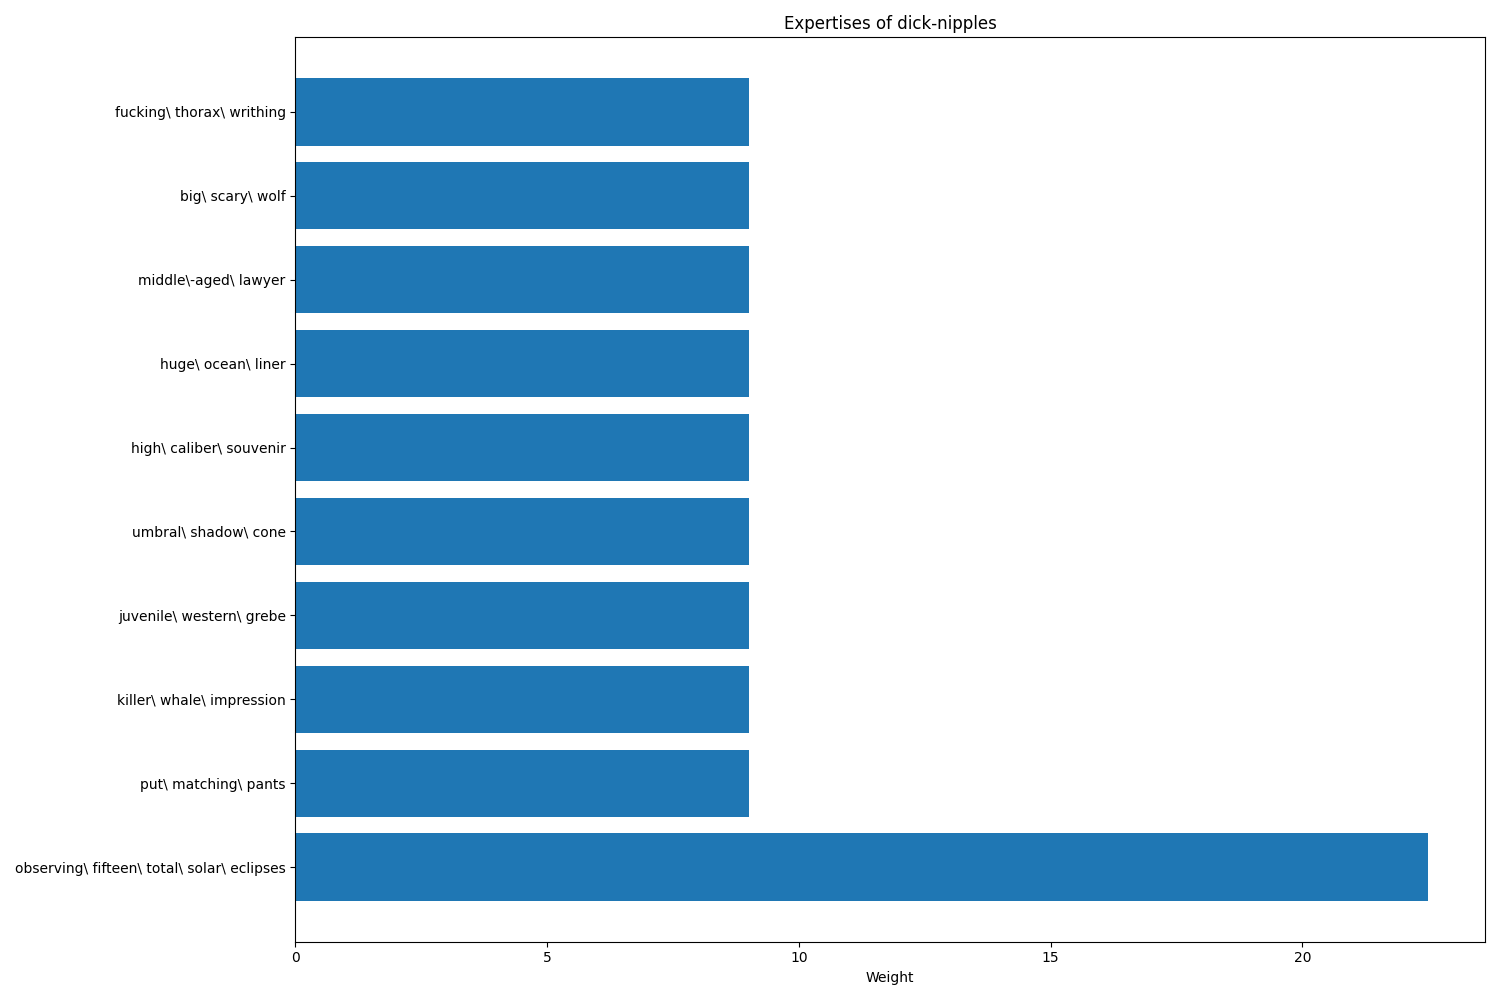 Expertises of dick-nipples
fucking\ thorax\ writhing
big\ scary\ wolf
middle\-aged\ lawyer
huge\ ocean\ liner
high\ caliber\ souvenir
umbral\ shadow\ cone
juvenile\ western\ grebe
killer\ whale\ impression
put\ matching\ pants
observing\ fifteen\ total\ solar\ eclipses
0 5 10 15 20
Weight